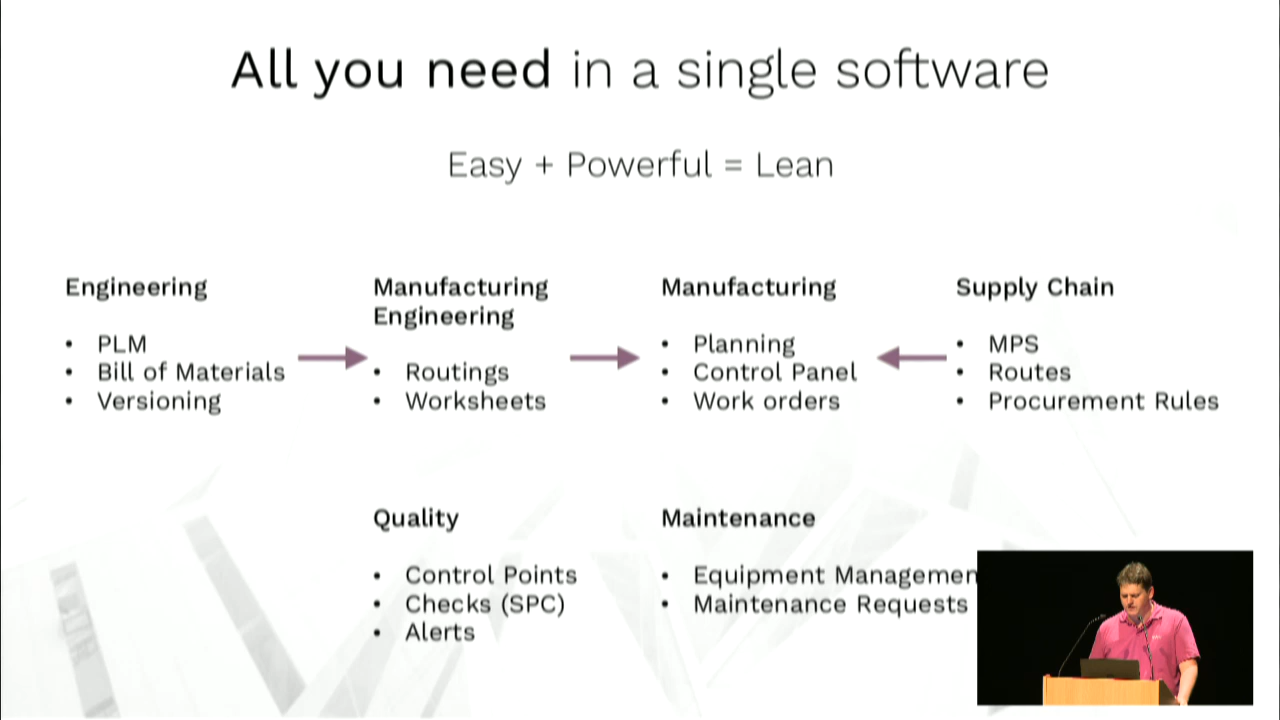 All you need in a single software
Easy + Powerful = Lean
Engineering
• PLM
• Bill of Materials
• Versioning
Manufacturing
Engineering
• Routings
• Worksheets
Manufacturing
• Planning
• Control Panel
• Work orders
Supply Chain
• MPS
• Routes
• Procurement Rules
Quality
• Control Points
• Checks (SPC)
• Alerts
Maintenance
• Equipment Managemen
• Maintenance Requests